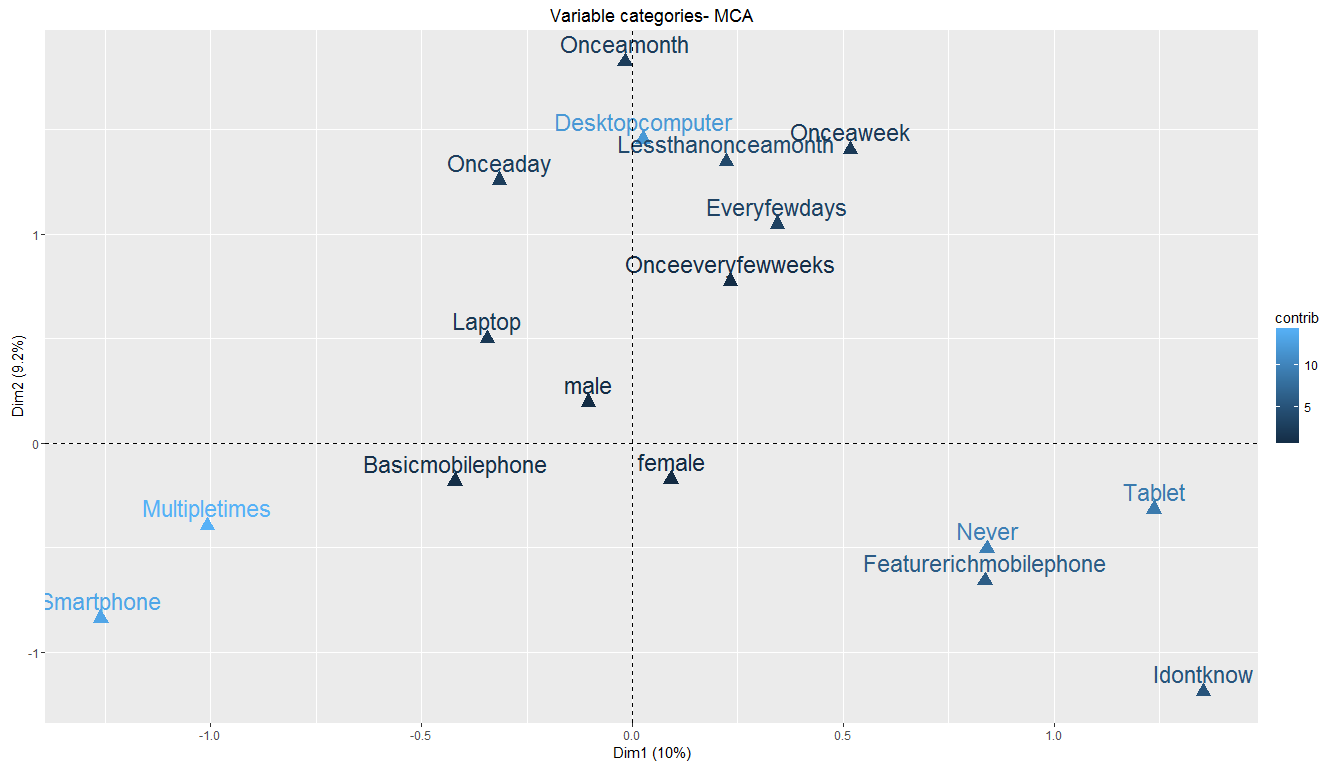 Variable categories- MCA
Onceamonth
Desktopcomputer
Onceaweek
Lessthanonceamonth
Onceaday
Everyfewdays
Onceeveryfewweeks
Laptop
male
Basicmobilephone
female
Multipletimes
Tablet
Never
Featurerichmobilephone
Smartphone
Idontknow
1
0
-1
Dim2 (9.2%)
-1.0
-0.5
0.0
0.5
1.0
Dim1 (10%)
contrib
10
5